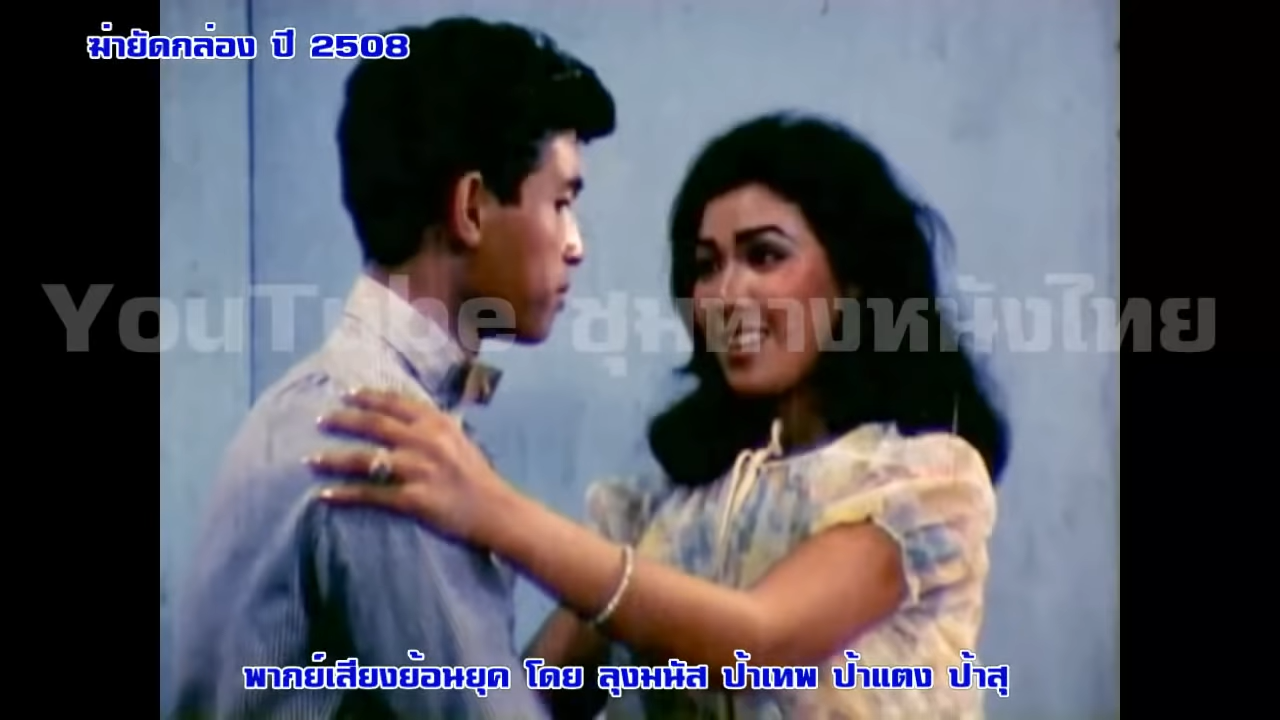 ฆ่ายัดกล่อง ปี 2508
YouTube ชุมทางหนังไทย
พากย์เสียงย้อนยุค โดย ลุงมนัส ป้าเทพ ป้าแตง ป้าสุ